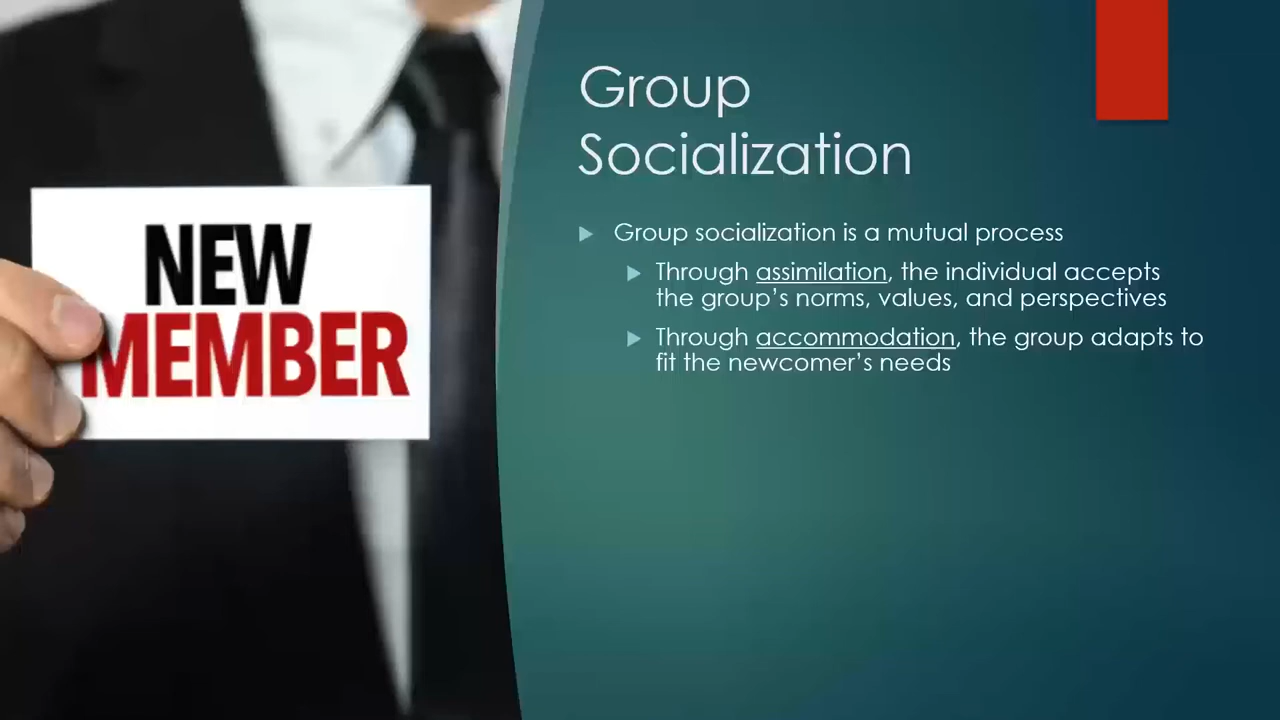 NEW
MEMBER
Group
Socialization
Group socialization is a mutual process
Through assimilation, the individual accepts
the group's norms, values, and perspectives
Through accommodation, the group adapts to
fit the newcomer's needs